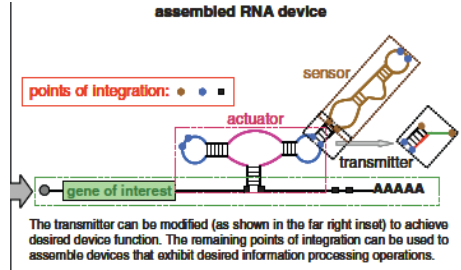 assembled RNA device
sensor
points of integration:
actuator
transmitter
gene of interest
AAAAA
The transmitter can be modified (as shown in the far right inset) to achieve
desired device function. The remaining points of integration can be used to
assemble devices that exhibit desired information processing operations.